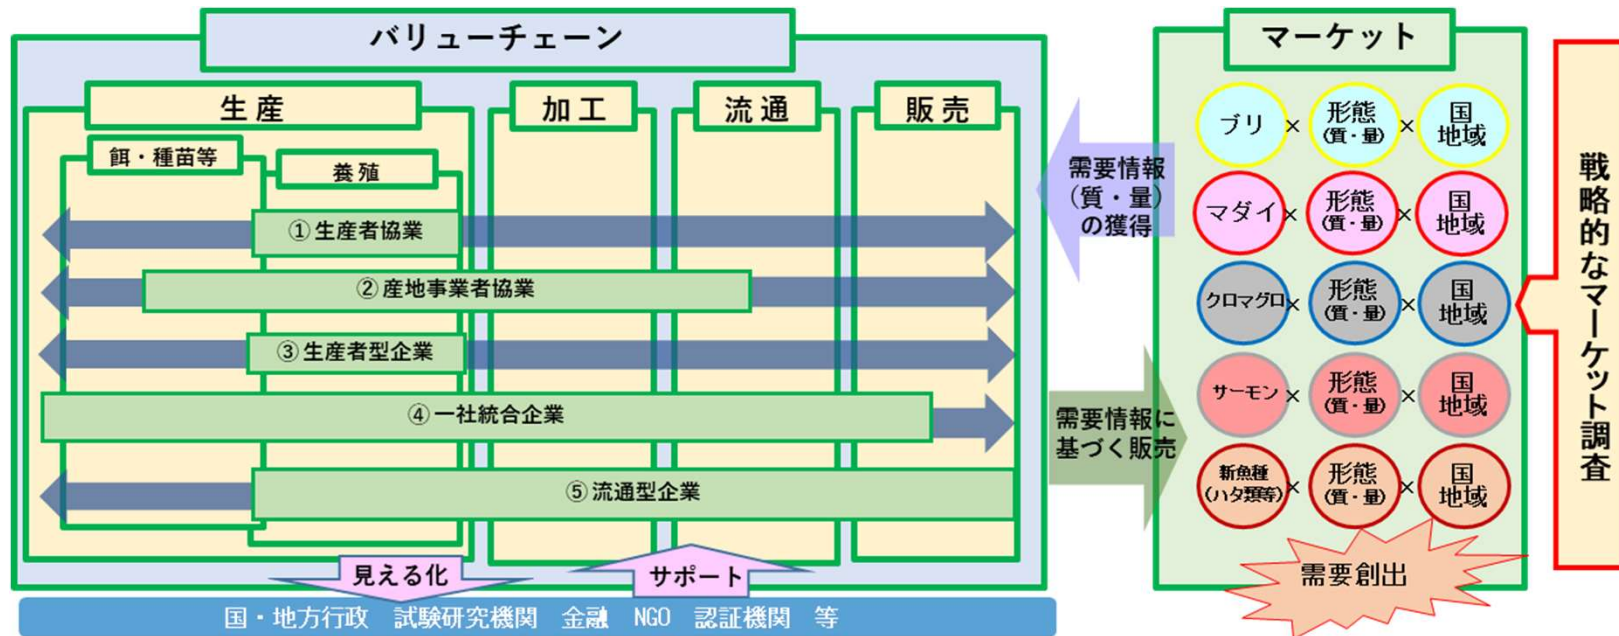 バリューチェーン
生産
加工
流通
販売
餌・種苗等
養殖
①生産者協業
②産地事業者協業
③生産者型企業
④一社統合企業
⑤流通型企業
見える化
サポート
国・地方行政　試験研究機関　金融　NGO　認証機関　等
需要情報
（質・量）
の獲得
需要情報に
基づく販売
マーケット
ブリ
×
形態
(質・量)
×
国
地域
マダイ
×
形態
(質・量)
×
国
地域
クロマグロ
×
形態
(質・量)
×
国
地域
サーモン
×
形態
(質・量)
×
国
地域
新魚種
(ハタ類等)
×
形態
(質・量)
×
国
地域
需要創出
戦略的なマーケット調査